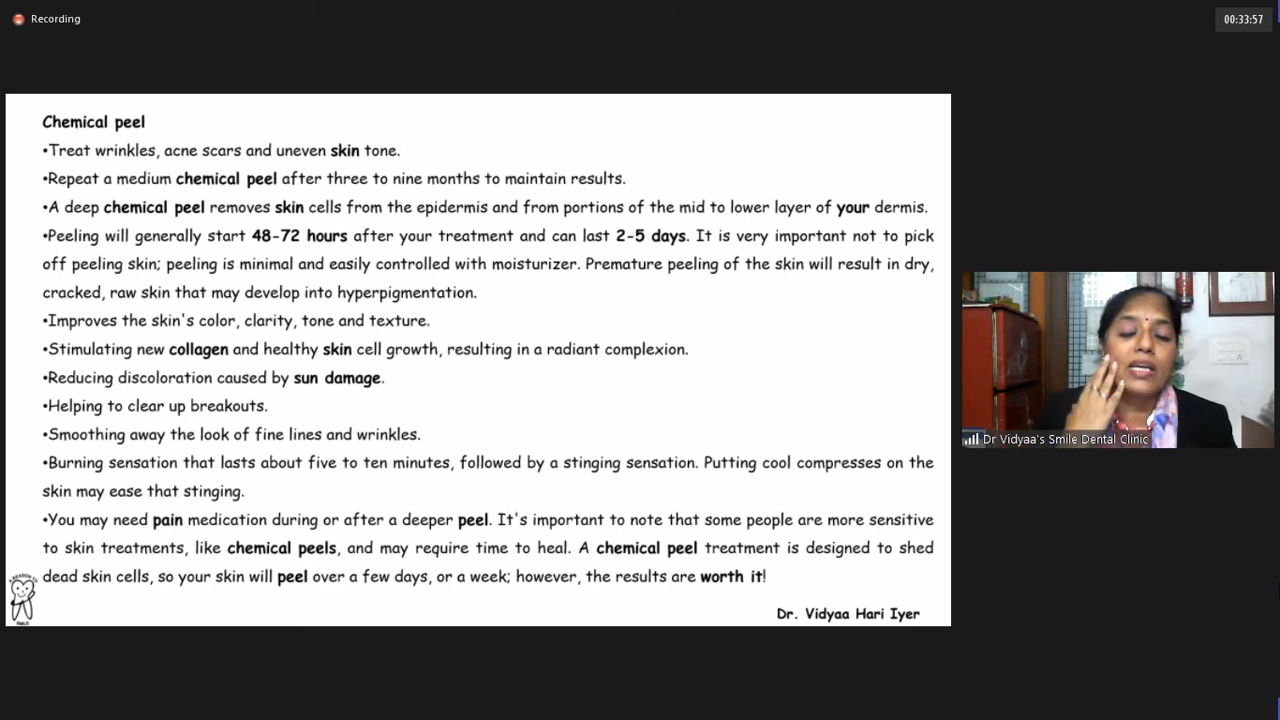 Recording
00:33:57
Chemical peel
•Treat wrinkles, acne scars and uneven skin tone.
•Repeat a medium chemical peel after three to nine months to maintain results.
•A deep chemical peel removes skin cells from the epidermis and from portions of the mid to lower layer of your dermis.
•Peeling will generally start 48-72 hours after your treatment and can last 2-5 days. It is very important not to pick
off peeling skin; peeling is minimal and easily controlled with moisturizer. Premature peeling of the skin will result in dry,
cracked, raw skin that may develop into hyperpigmentation.
•Improves the skin's color, clarity, tone and texture.
•Stimulating new collagen and healthy skin cell growth, resulting in a radiant complexion.
•Reducing discoloration caused by sun damage.
•Helping to clear up breakouts.
•Smoothing away the look of fine lines and wrinkles.
•Burning sensation that lasts about five to ten minutes, followed by a stinging sensation. Putting cool compresses on the
skin may ease that stinging.
•You may need pain medication during or after a deeper peel. It's important to note that some people are more sensitive
to skin treatments, like chemical peels, and may require time to heal. A chemical peel treatment is designed to shed
dead skin cells, so your skin will peel over a few days, or a week; however, the results are worth it!
Dr. Vidyaa Hari Iyer
Dr Vidyaa's Smile Dental Clinic